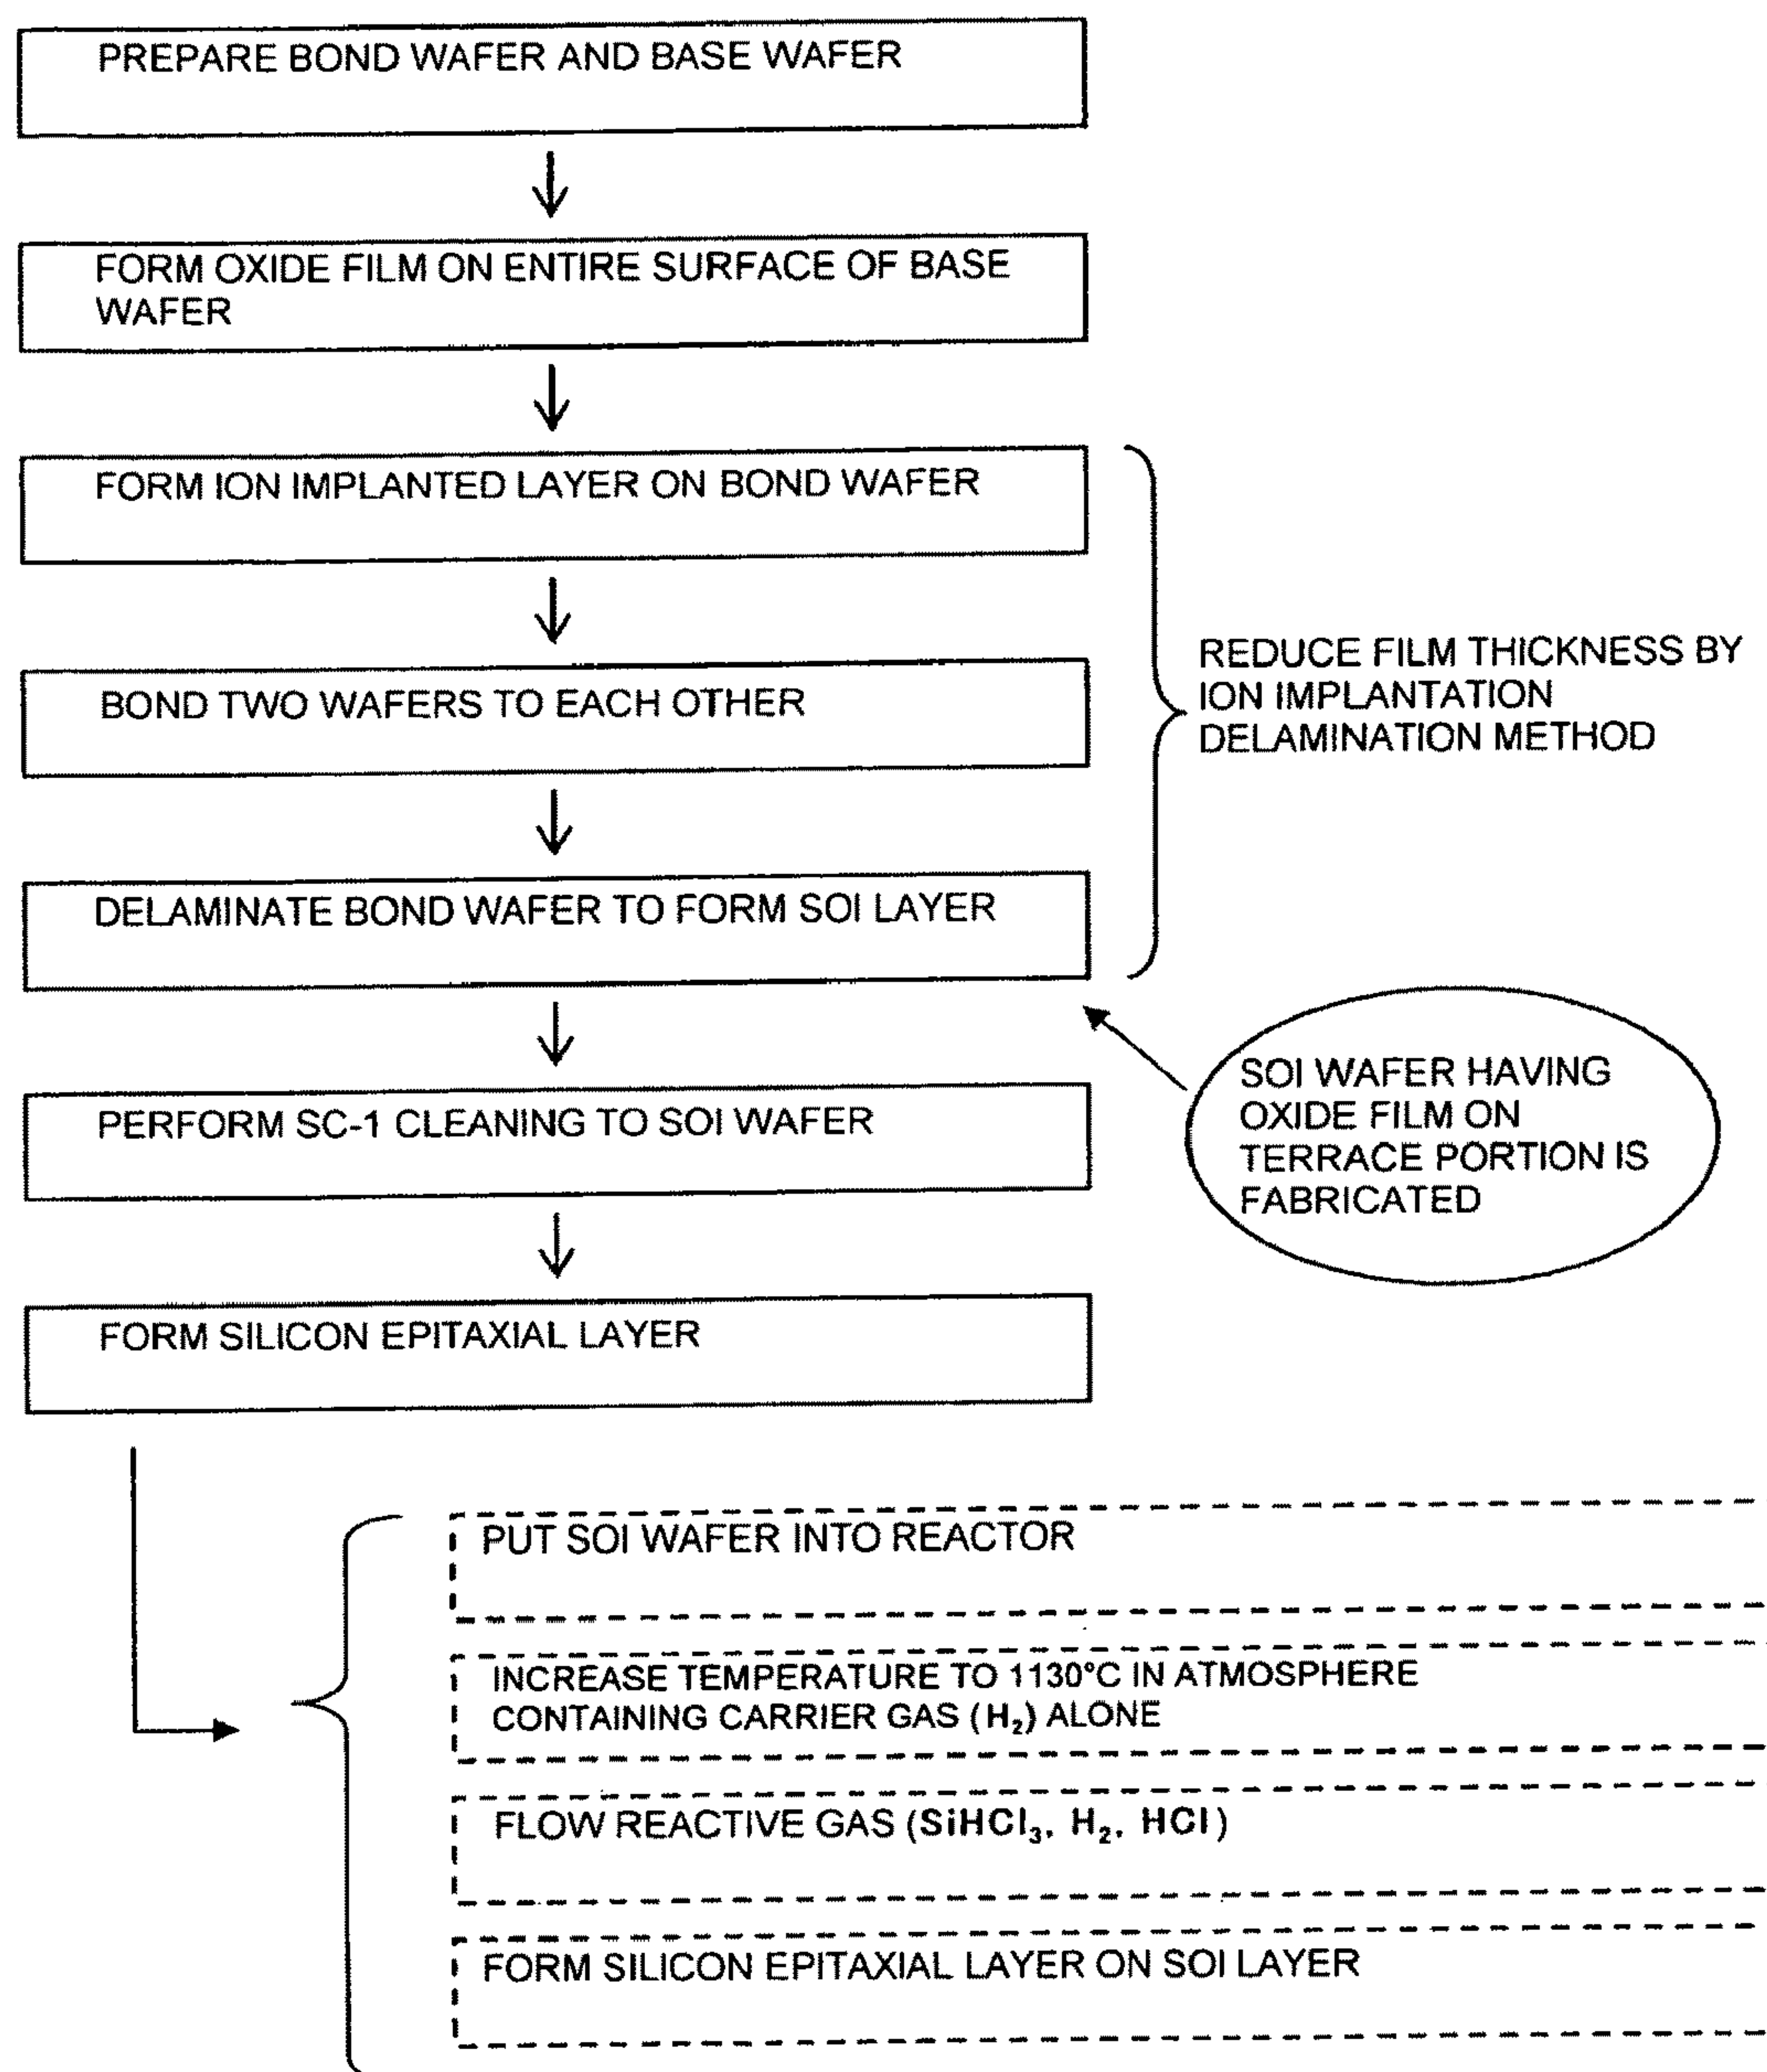 PREPARE BOND WAFER AND BASE WAFER
FORM OXIDE FILM ON ENTIRE SURFACE OF BASE
WAFER
FORM ION IMPLANTED LAYER ON BOND WAFER
BOND TWO WAFERS TO EACH OTHER
DELAMINATE BOND WAFER TO FORM SOI LAYER
REDUCE FILM THICKNESS BY
ION IMPLANTATION
DELAMINATION METHOD
SOI WAFER HAVING
OXIDE FILM ON
TERRACE PORTION IS
FABRICATED
PERFORM SC-1 CLEANING TO SOI WAFER
FORM SILICON EPITAXIAL LAYER
PUT SOI WAFER INTO REACTOR
INCREASE TEMPERATURE TO 1130°C IN ATMOSPHERE
CONTAINING CARRIER GAS (H₂) ALONE
FLOW REACTIVE GAS (SiHCl₃, H₂, HCl)
FORM SILICON EPITAXIAL LAYER ON SOI LAYER